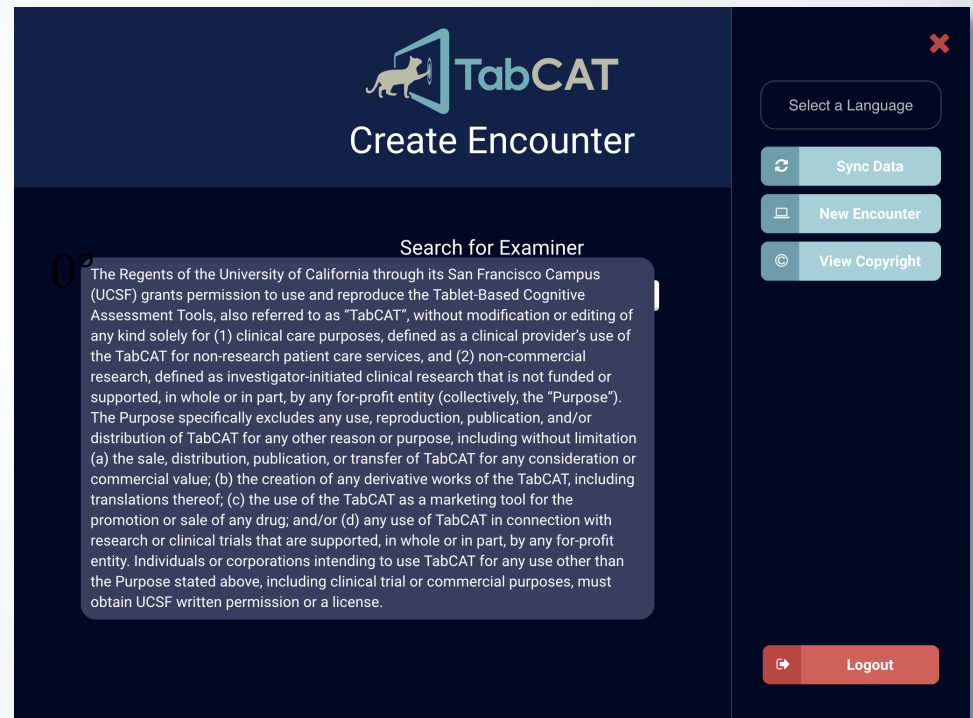 TabCAT
Create Encounter
Search for Examiner
0°
The Regents of the University of California through its San Francisco Campus
(UCSF) grants permission to use and reproduce the Tablet-Based Cognitive
Assessment Tools, also referred to as “TabCAT”, without modification or editing of
any kind solely for (1) clinical care purposes, defined as a clinical provider’s use of
the TabCAT for non-research patient care services, and (2) non-commercial
research, defined as investigator-initiated clinical research that is not funded or
supported, in whole or in part, by any for-profit entity (collectively, the “Purpose”).
The Purpose specifically excludes any use, reproduction, publication, and/or
distribution of TabCAT for any other reason or purpose, including without limitation
(a) the sale, distribution, publication, or transfer of TabCAT for any consideration or
commercial value; (b) the creation of any derivative works of the TabCAT, including
translations thereof; (c) the use of the TabCAT as a marketing tool for the
promotion or sale of any drug; and/or (d) any use of TabCAT in connection with
research or clinical trials that are supported, in whole or in part, by any for-profit
entity. Individuals or corporations intending to use TabCAT for any use other than
the Purpose stated above, including clinical trial or commercial purposes, must
obtain UCSF written permission or a license.
Select a Language
Sync Data
New Encounter
© View Copyright
Logout